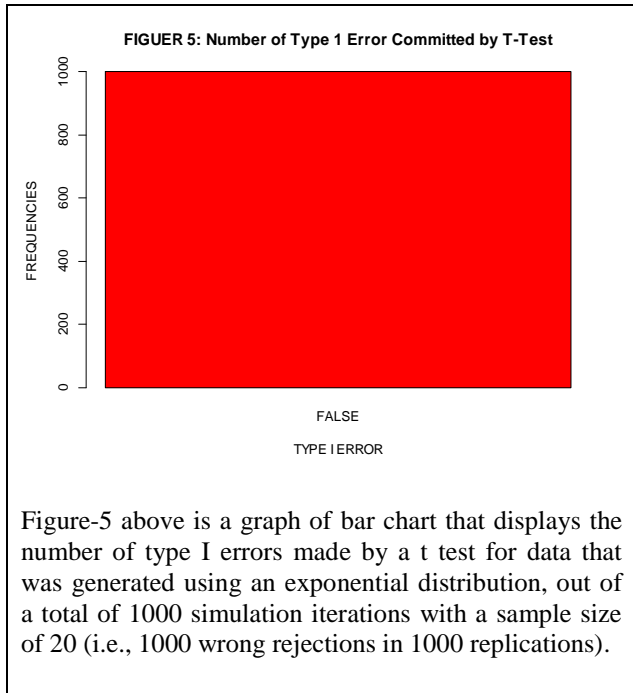 FIGUER 5: Number of Type 1 Error Committed by T-Test
1000
800
600
400
200
0
FREQUENCIES
FALSE
TYPE I ERROR
Figure-5 above is a graph of bar chart that displays the
number of type I errors made by a t test for data that
was generated using an exponential distribution, out of
a total of 1000 simulation iterations with a sample size
of 20 (i.e., 1000 wrong rejections in 1000 replications).